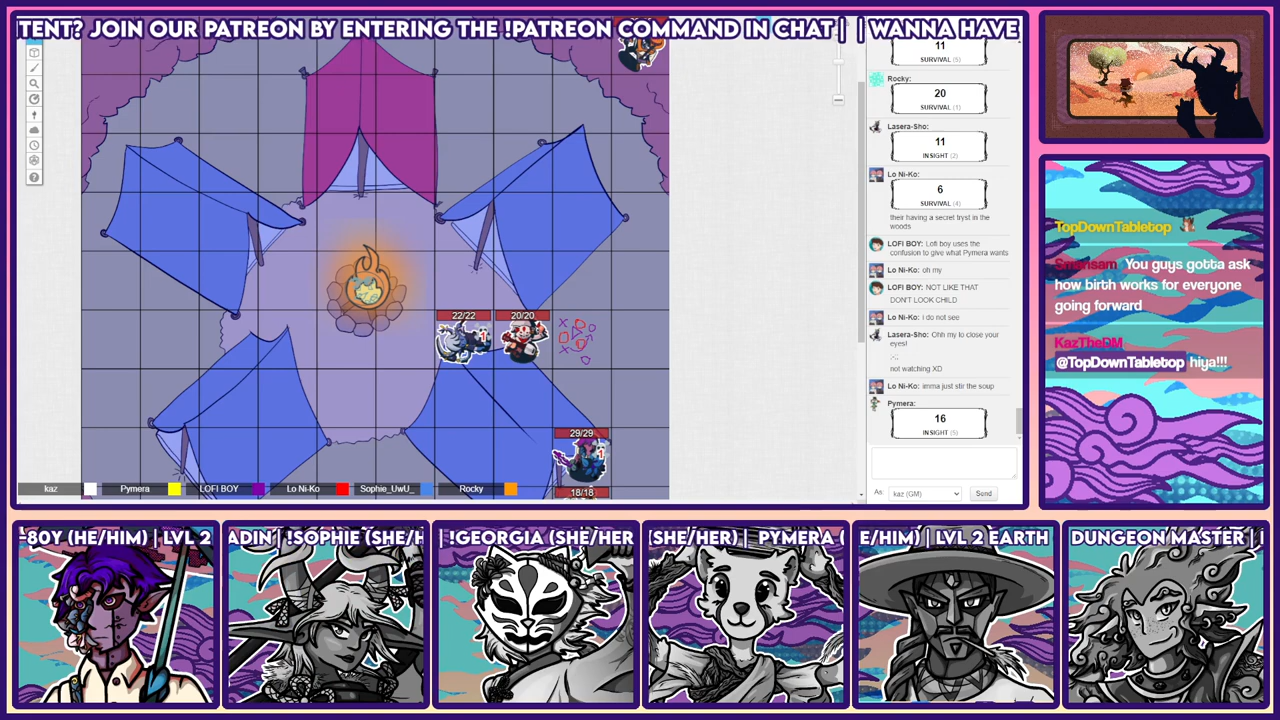 TENT? JOIN OUR PATREON BY ENTERING THE !PATREON COMMAND IN CHAT | | WANNA HAVE
11
SURVIVAL (5)
Rocky:
20
SURVIVAL (1)
Lasera-Sho:
11
INSIGHT (2)
Lo Ni-Ko:
6
SURVIVAL (4)
their having a secret tryst in the
woods
LOFI BOY: Lofi boy uses the
confusion to give what Pymera wants
Lo Ni-Ko: oh my
LOFI BOY: NOT LIKE THAT
DON'T LOOK CHILD
Lo Ni-Ko: i do not see
Lasera-Sho: Ohh my lo close your
eyes!
not watching XD
Lo Ni-Ko: imma just stir the soup
Pymera:
16
INSIGHT (5)
As: kaz (GM) Send
22/22
20/20
29/29
18/18
kaz Pymera LOFI BOY Lo Ni-Ko Sophie_UwU_ Rocky
TopDownTabletop
You guys gotta ask
how birth works for everyone
going forward
KazTheDM
@TopDownTabletop hiya!!!
-80Y (HE/HIM) | LVL 2
ADIN | !SOPHIE (SHE/H
| !GEORGIA (SHE/HER
(SHE/HER) | PYMERA (
E/HIM) | LVL 2 EARTH
DUNGEON MASTER |